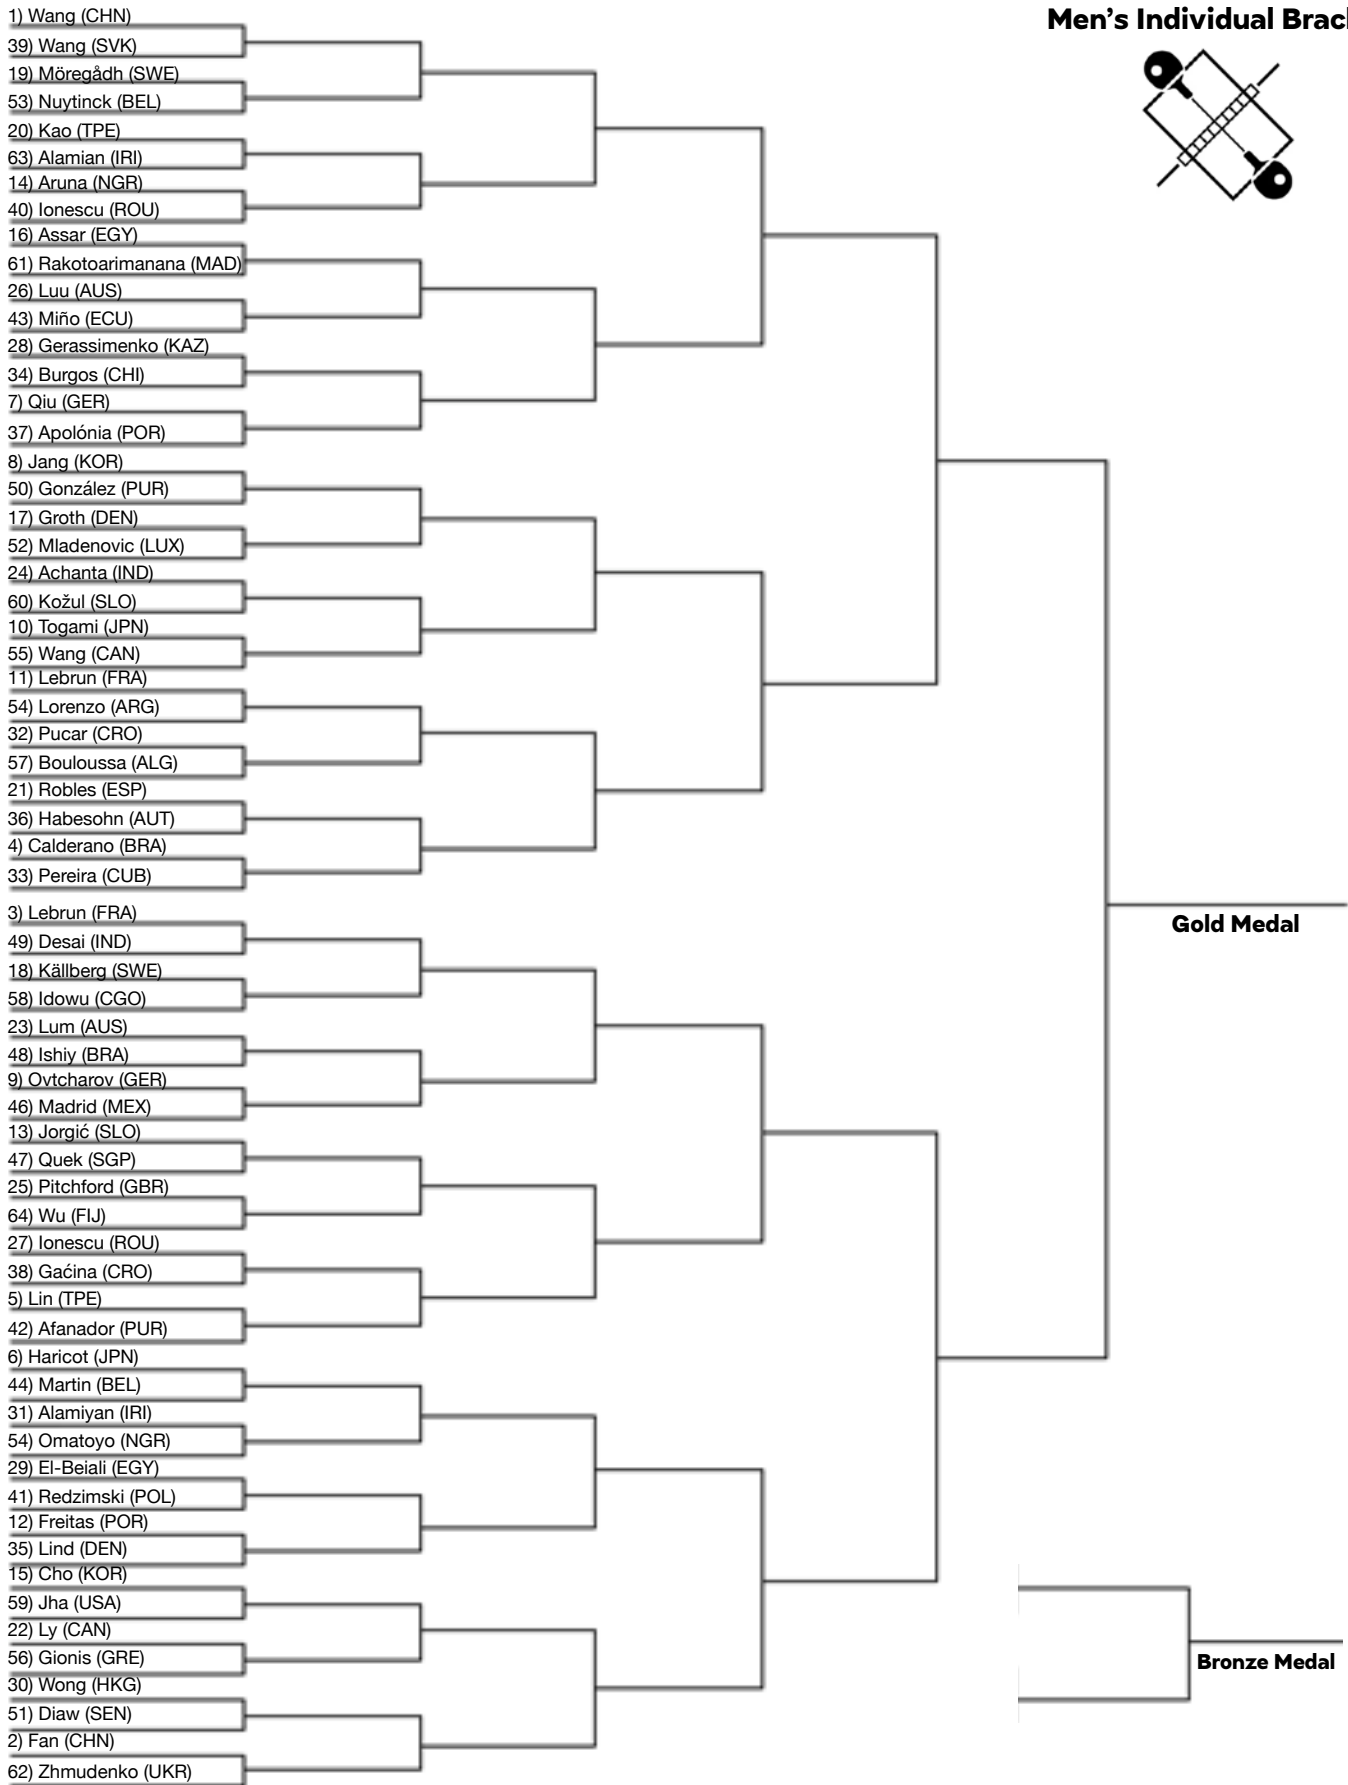 Men's Individual Brac
1) Wang (CHN)
39) Wang (SVK)
19) Möregådh (SWE)
53) Nuytinck (BEL)
20) Kao (TPE)
63) Alamian (IRI)
14) Aruna (NGR)
40) Ionescu (ROU)
16) Assar (EGY)
61) Rakotoarimanana (MAD)
26) Luu (AUS)
43) Miño (ECU)
28) Gerassimenko (KAZ)
34) Burgos (CHI)
7) Qiu (GER)
37) Apolónia (POR)
8) Jang (KOR)
50) González (PUR)
17) Groth (DEN)
52) Mladenovic (LUX)
24) Achanta (IND)
60) Kožul (SLO)
10) Togami (JPN)
55) Wang (CAN)
11) Lebrun (FRA)
54) Lorenzo (ARG)
32) Pucar (CRO)
57) Bouloussa (ALG)
21) Robles (ESP)
36) Habesohn (AUT)
4) Calderano (BRA)
33) Pereira (CUB)
3) Lebrun (FRA)
49) Desai (IND)
18) Källberg (SWE)
58) Idowu (CGO)
23) Lum (AUS)
48) Ishiy (BRA)
9) Ovtcharov (GER)
46) Madrid (MEX)
13) Jorgić (SLO)
47) Quek (SGP)
25) Pitchford (GBR)
64) Wu (FIJ)
27) Ionescu (ROU)
38) Gaćina (CRO)
5) Lin (TPE)
42) Afanador (PUR)
6) Haricot (JPN)
44) Martin (BEL)
31) Alamiyan (IRI)
54) Omatoyo (NGR)
29) El-Beiali (EGY)
41) Redzimski (POL)
12) Freitas (POR)
35) Lind (DEN)
15) Cho (KOR)
59) Jha (USA)
22) Ly (CAN)
56) Gionis (GRE)
30) Wong (HKG)
51) Diaw (SEN)
2) Fan (CHN)
62) Zhmudenko (UKR)
Gold Medal
Bronze Medal